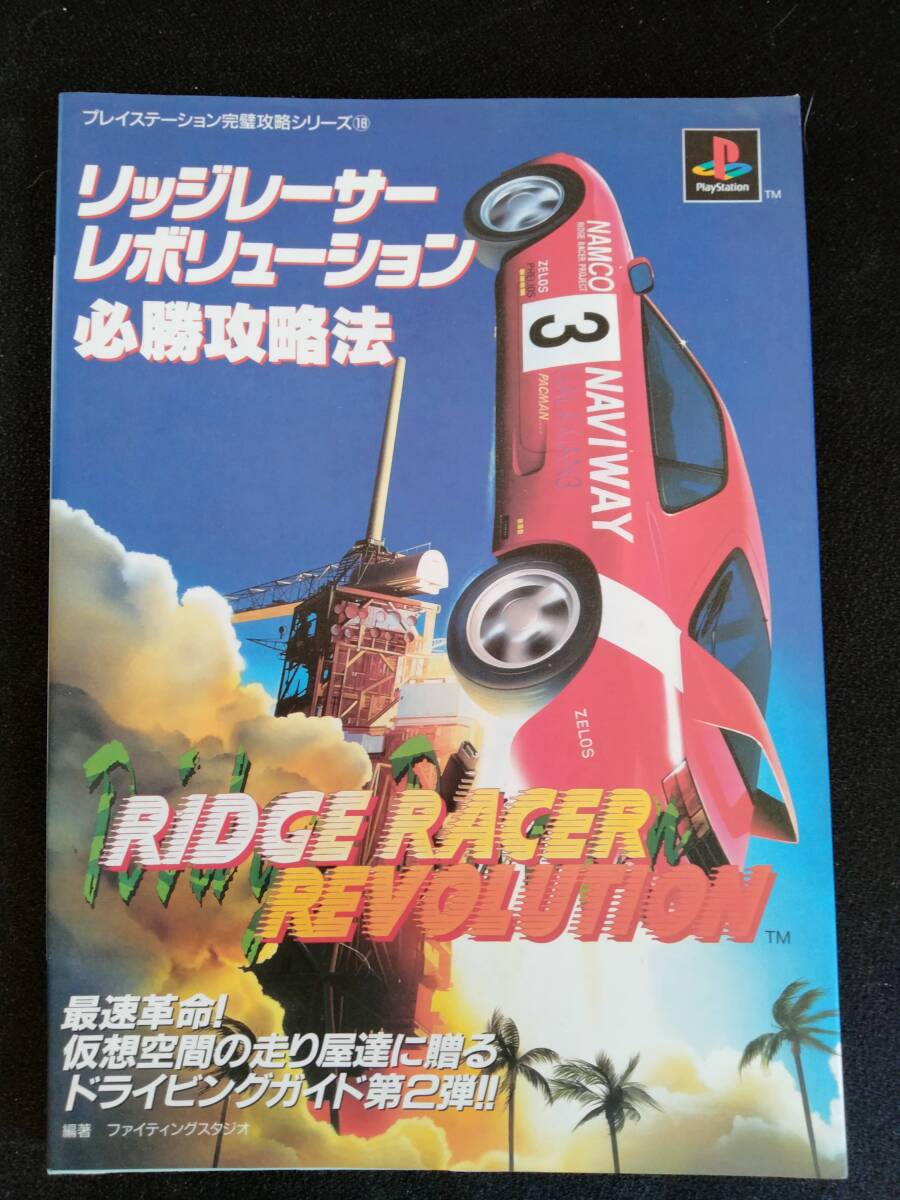 プレイステーション完璧攻略シリーズ⑱
リッジレーサー
レボリューション
必勝攻略法
PlayStation
TM
NAMCO
RIDGE RACER PROJECT
ZELOS
3
NAVIWAY
PACMAN....
ZELOS
RIDGE RACER
REVOLUTION
TM
最速革命!
仮想空間の走り屋達に贈る
ドライビングガイド第2弾!!
編著 ファイティングスタジオ